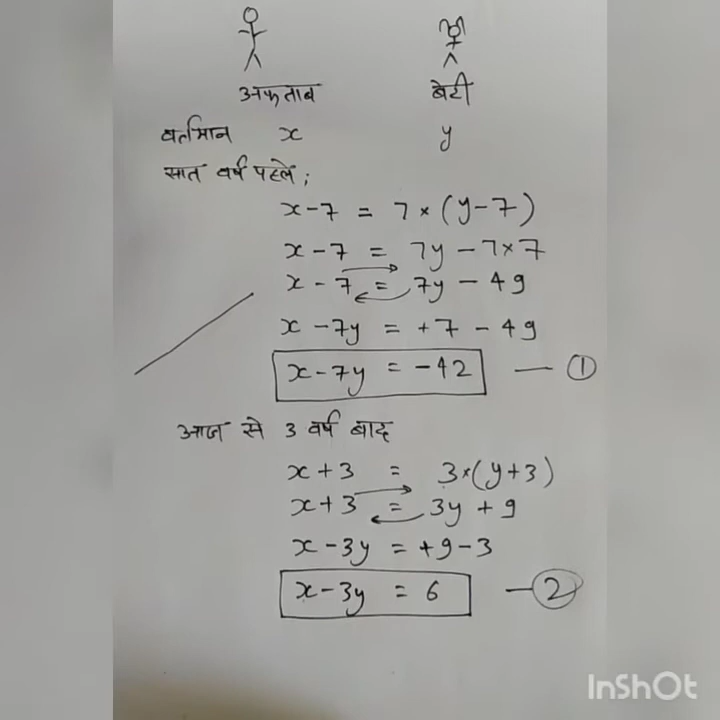 अफताब बेटी
वर्तमान x y
सात वर्ष पहले;
x-7 = 7×(y-7)
x-7 = 7y-7×7
x-7 = 7y-49
x-7y = +7-49
x-7y = -42 — ①
आज से 3 वर्ष बाद
x+3 = 3×(y+3)
x+3 = 3y+9
x-3y = +9-3
x-3y = 6 — ②
InShOt